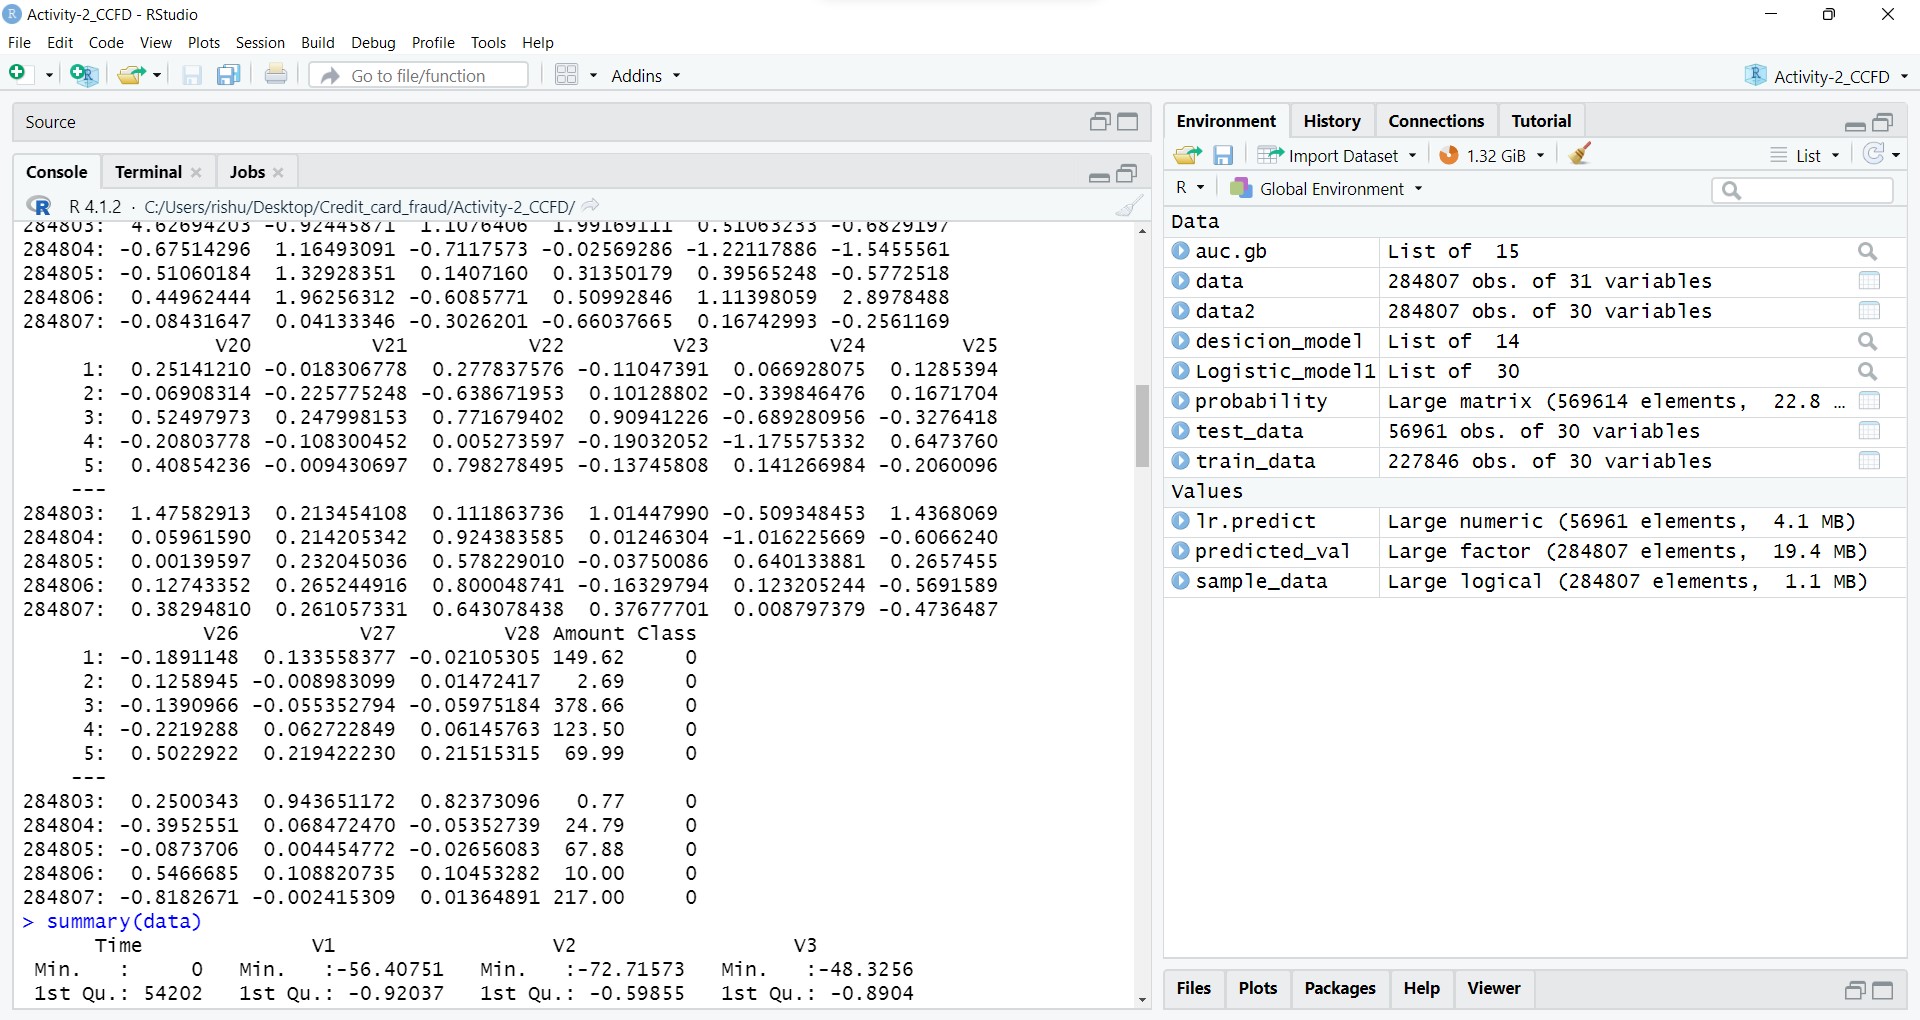 Activity-2_CCFD - RStudio
File Edit Code View Plots Session Build Debug Profile Tools Help
Go to file/function Addins Activity-2_CCFD
Source
Console Terminal Jobs
R 4.1.2 · C:/Users/rishu/Desktop/Credit_card_fraud/Activity-2_CCFD/
284803: 4.62694203 -0.92445871 1.1076406 1.99169111 0.51063233 -0.6829197
284804: -0.67514296 1.16493091 -0.7117573 -0.02569286 -1.22117886 -1.5455561
284805: -0.51060184 1.32928351 0.1407160 0.31350179 0.39565248 -0.5772518
284806: 0.44962444 1.96256312 -0.6085771 0.50992846 1.11398059 2.8978488
284807: -0.08431647 0.04133346 -0.3026201 -0.66037665 0.16742993 -0.2561169
V20 V21 V22 V23 V24 V25
1: 0.25141210 -0.018306778 0.277837576 -0.11047391 0.066928075 0.1285394
2: -0.06908314 -0.225775248 -0.638671953 0.10128802 -0.339846476 0.1671704
3: 0.52497973 0.247998153 0.771679402 0.90941226 -0.689280956 -0.3276418
4: -0.20803778 -0.108300452 0.005273597 -0.19032052 -1.175575332 0.6473760
5: 0.40854236 -0.009430697 0.798278495 -0.13745808 0.141266984 -0.2060096
---
284803: 1.47582913 0.213454108 0.111863736 1.01447990 -0.509348453 1.4368069
284804: 0.05961590 0.214205342 0.924383585 0.01246304 -1.016225669 -0.6066240
284805: 0.00139597 0.232045036 0.578229010 -0.03750086 0.640133881 0.2657455
284806: 0.12743352 0.265244916 0.800048741 -0.16329794 0.123205244 -0.5691589
284807: 0.38294810 0.261057331 0.643078438 0.37677701 0.008797379 -0.4736487
V26 V27 V28 Amount Class
1: -0.1891148 0.133558377 -0.02105305 149.62 0
2: 0.1258945 -0.008983099 0.01472417 2.69 0
3: -0.1390966 -0.055352794 -0.05975184 378.66 0
4: -0.2219288 0.062722849 0.06145763 123.50 0
5: 0.5022922 0.219422230 0.21515315 69.99 0
---
284803: 0.2500343 0.943651172 0.82373096 0.77 0
284804: -0.3952551 0.068472470 -0.05352739 24.79 0
284805: -0.0873706 0.004454772 -0.02656083 67.88 0
284806: 0.5466685 0.108820735 0.10453282 10.00 0
284807: -0.8182671 -0.002415309 0.01364891 217.00 0
> summary(data)
Time V1 V2 V3
Min. : 0 Min. :-56.40751 Min. :-72.71573 Min. :-48.3256
1st Qu.: 54202 1st Qu.: -0.92037 1st Qu.: -0.59855 1st Qu.: -0.8904
Environment History Connections Tutorial
Import Dataset 1.32 GiB List
R Global Environment
Data
auc.gb List of 15
data 284807 obs. of 31 variables
data2 284807 obs. of 30 variables
desicion_model List of 14
Logistic_model1 List of 30
probability Large matrix (569614 elements, 22.8 …
test_data 56961 obs. of 30 variables
train_data 227846 obs. of 30 variables
Values
lr.predict Large numeric (56961 elements, 4.1 MB)
predicted_val Large factor (284807 elements, 19.4 MB)
sample_data Large logical (284807 elements, 1.1 MB)
Files Plots Packages Help Viewer